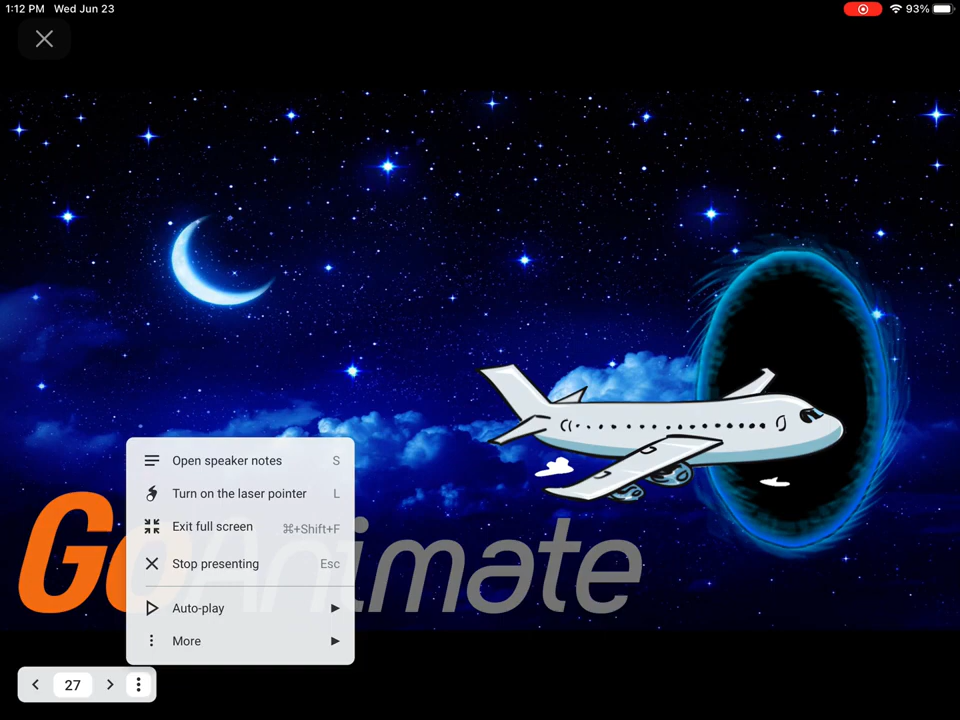 1:12 PM Wed Jun 23
93%
Open speaker notes S
Turn on the laser pointer L
Exit full screen ⌘+Shift+F
Stop presenting Esc
Auto-play
More
GoAnimate
27